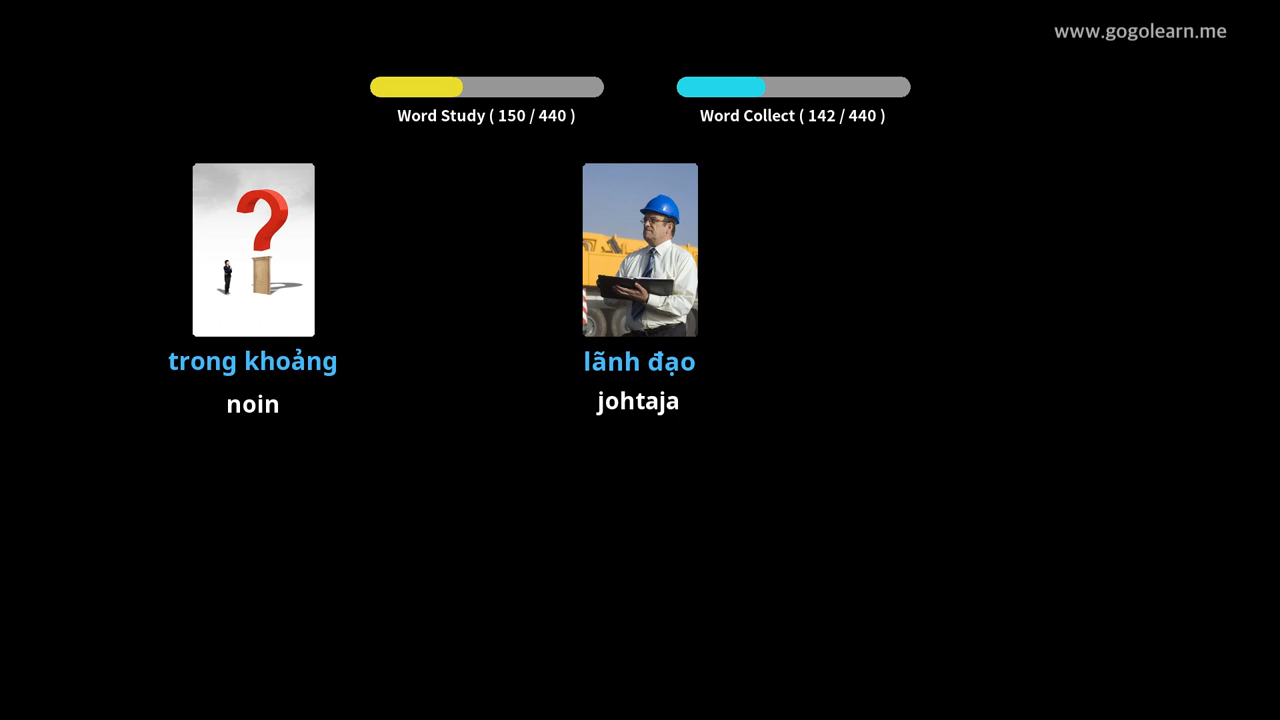 www.gogolearn.me
Word Study ( 150 / 440 )
Word Collect ( 142 / 440 )
trong khoảng
noin
lãnh đạo
johtaja